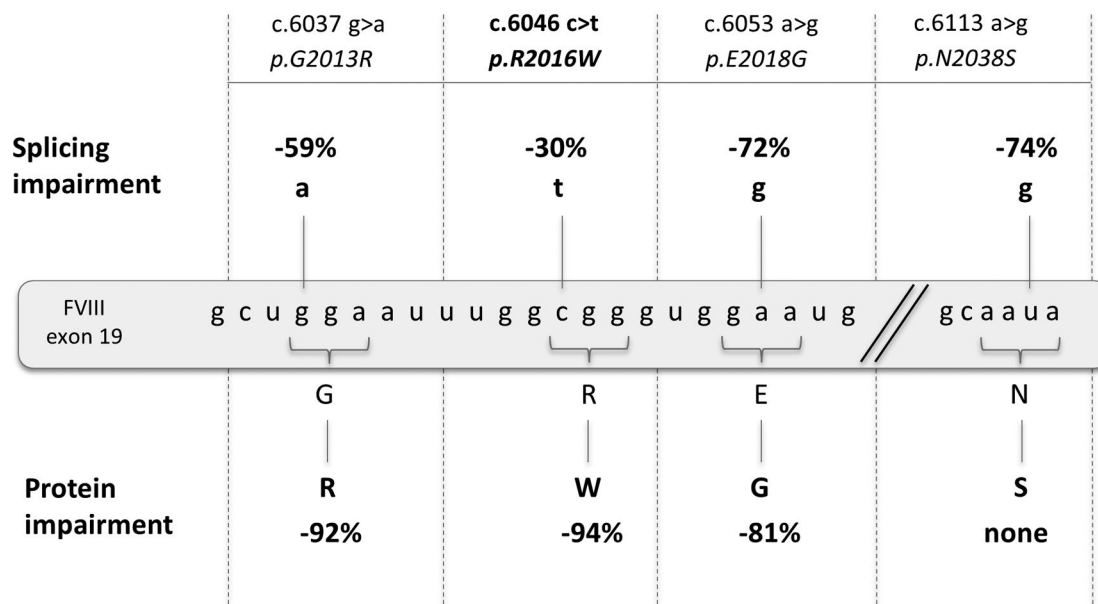 c.6037 g>a
p.G2013R
c.6046 c>t
p.R2016W
c.6053 a>g
p.E2018G
c.6113 a>g
p.N2038S
Splicing
impairment
-59% -30% -72% -74%
a t g g
FVIII
exon 19
g c u g g a a u u u g g c g g g u g g a a u g g c a a u a
G R E N
R W G S
Protein
impairment
-92% -94% -81% none